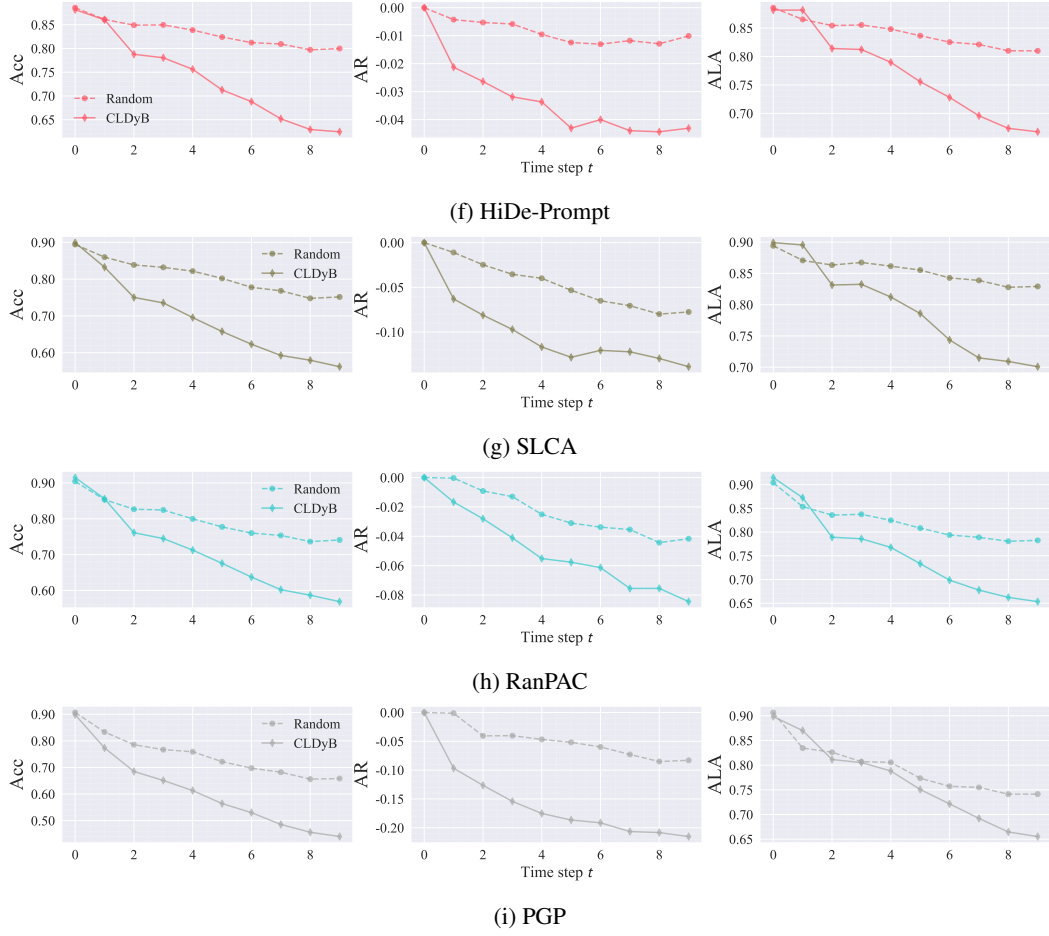 Acc
0.85
0.80
0.75
0.70
0.65
Random
CLDyB
0 2 4 6 8
AR
0.00
-0.01
-0.02
-0.03
-0.04
0 2 4 6 8
Time step t
ALA
0.85
0.80
0.75
0.70
0 2 4 6 8
(f) HiDe-Prompt
Acc
0.90
0.80
0.70
0.60
Random
CLDyB
0 2 4 6 8
AR
0.00
-0.05
-0.10
0 2 4 6 8
Time step t
ALA
0.90
0.85
0.80
0.75
0.70
0 2 4 6 8
(g) SLCA
Acc
0.90
0.80
0.70
0.60
Random
CLDyB
0 2 4 6 8
AR
0.00
-0.02
-0.04
-0.06
-0.08
0 2 4 6 8
Time step t
ALA
0.90
0.85
0.80
0.75
0.70
0.65
0 2 4 6 8
(h) RanPAC
Acc
0.90
0.80
0.70
0.60
0.50
Random
CLDyB
0 2 4 6 8
AR
0.00
-0.05
-0.10
-0.15
-0.20
0 2 4 6 8
Time step t
ALA
0.90
0.85
0.80
0.75
0.70
0.65
0 2 4 6 8
(i) PGP